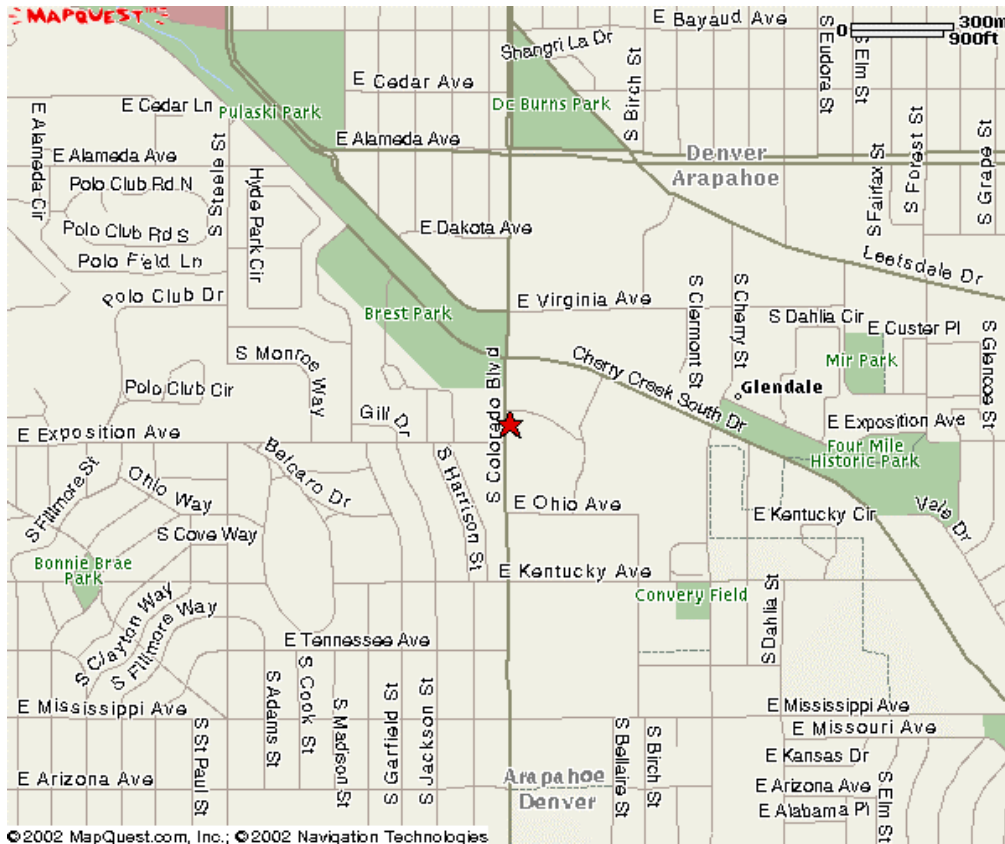 MAPQUEST
E Bayaud Ave
0 300m
900ft
Shangri La Dr
S Eudora St
S Elm St
S Birch St
E Cedar Ave
Dc Burns Park
E Alameda Cir
E Cedar Ln
Pulaski Park
S Steele St
E Alameda Ave
E Alameda Ave
Denver
Arapahoe
S Fairfax St
S Forest St
S Grape St
Polo Club Rd N
Hyde Park Cir
Polo Club Rd S
E Dakota Ave
Polo Field Ln
Leetsdale Dr
Polo Club Dr
E Virginia Ave
S Clermont St
S Cherry St
Brest Park
S Dahlia Cir
E Custer Pl
S Glencoe St
S Monroe Way
S Colorado Blvd
Cherry Creek South Dr
Mir Park
Polo Club Cir
Glendale
Gill Dr
E Exposition Ave
E Exposition Ave
Four Mile
Historic Park
S Fillmore St
Ohio Way
Belcaro Dr
S Harrison St
E Ohio Ave
E Kentucky Cir
Vale Dr
S Cove Way
Bonnie Brae
Park
E Kentucky Ave
Convery Field
S Clayton Way
S Fillmore Way
S Dahlia St
E Tennessee Ave
S Adams St
S Cook St
S Madison St
S Garfield St
S Jackson St
E Mississippi Ave
E Mississippi Ave
S St Paul St
S Bellaire St
S Birch St
E Missouri Ave
E Kansas Dr
E Arizona Ave
Arapahoe
Denver
E Arizona Ave
S Elm St
E Alabama Pl
©2002 MapQuest.com, Inc.; ©2002 Navigation Technologies